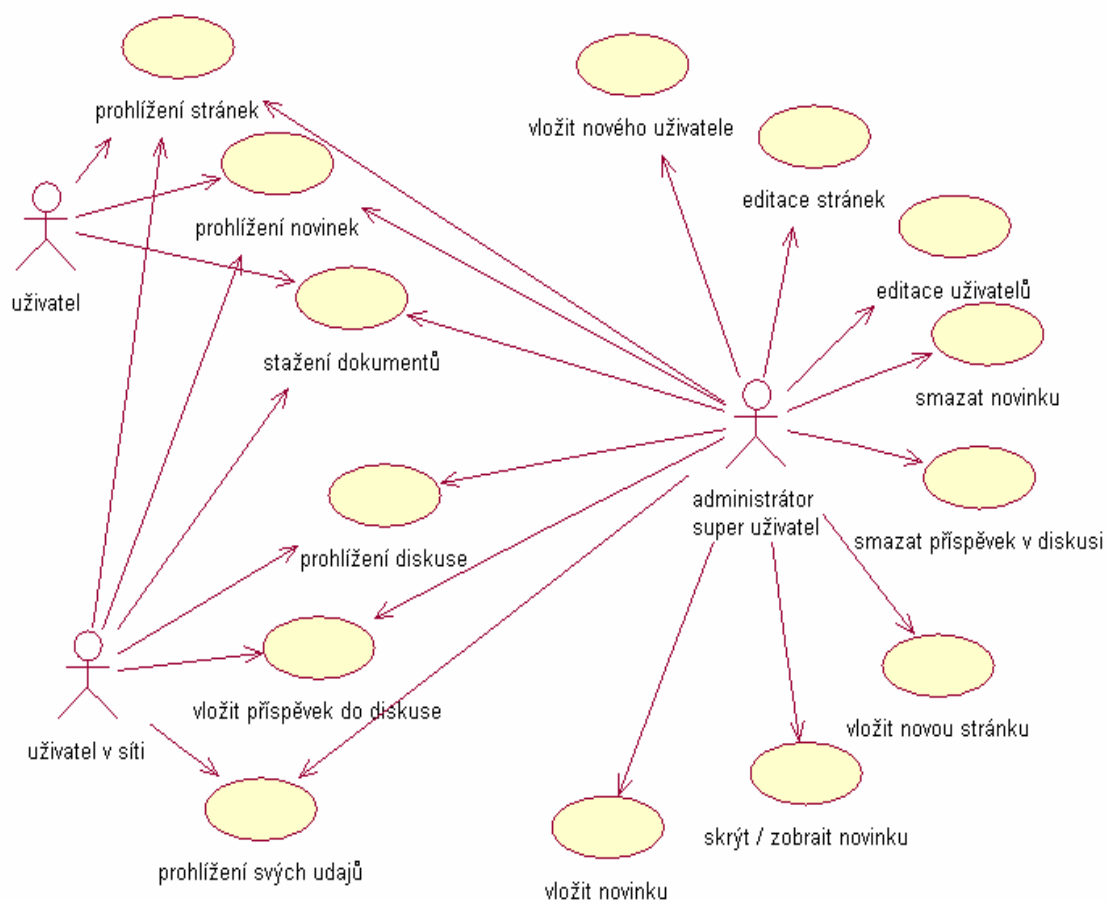 prohlížení stránek
vložit nového uživatele
editace stránek
prohlížení novinek
editace uživatelů
uživatel
stažení dokumentů
smazat novinku
administrátor
super uživatel
smazat příspěvek v diskusi
prohlížení diskuse
vložit příspěvek do diskuse
vložit novou stránku
uživatel v síti
skrýt / zobrait novinku
prohlížení svých udajů
vložit novinku